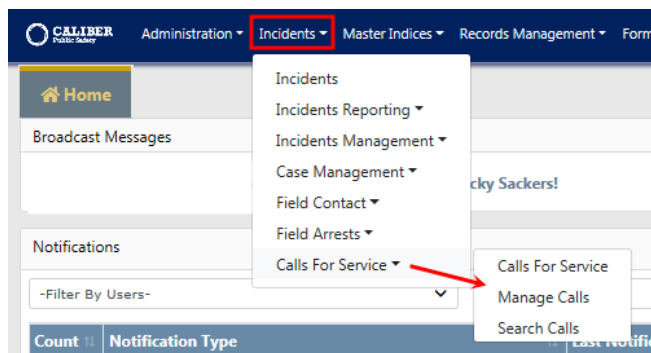 CALIBER
Public Safety
Administration Incidents Master Indices Records Management Form
Home
Incidents
Incidents Reporting
Broadcast Messages
Incidents Management
Case Management
cky Sackers!
Field Contact
Field Arrests
Notifications
Calls For Service
Calls For Service
-Filter By Users-
Manage Calls
Search Calls
Count Notification Type